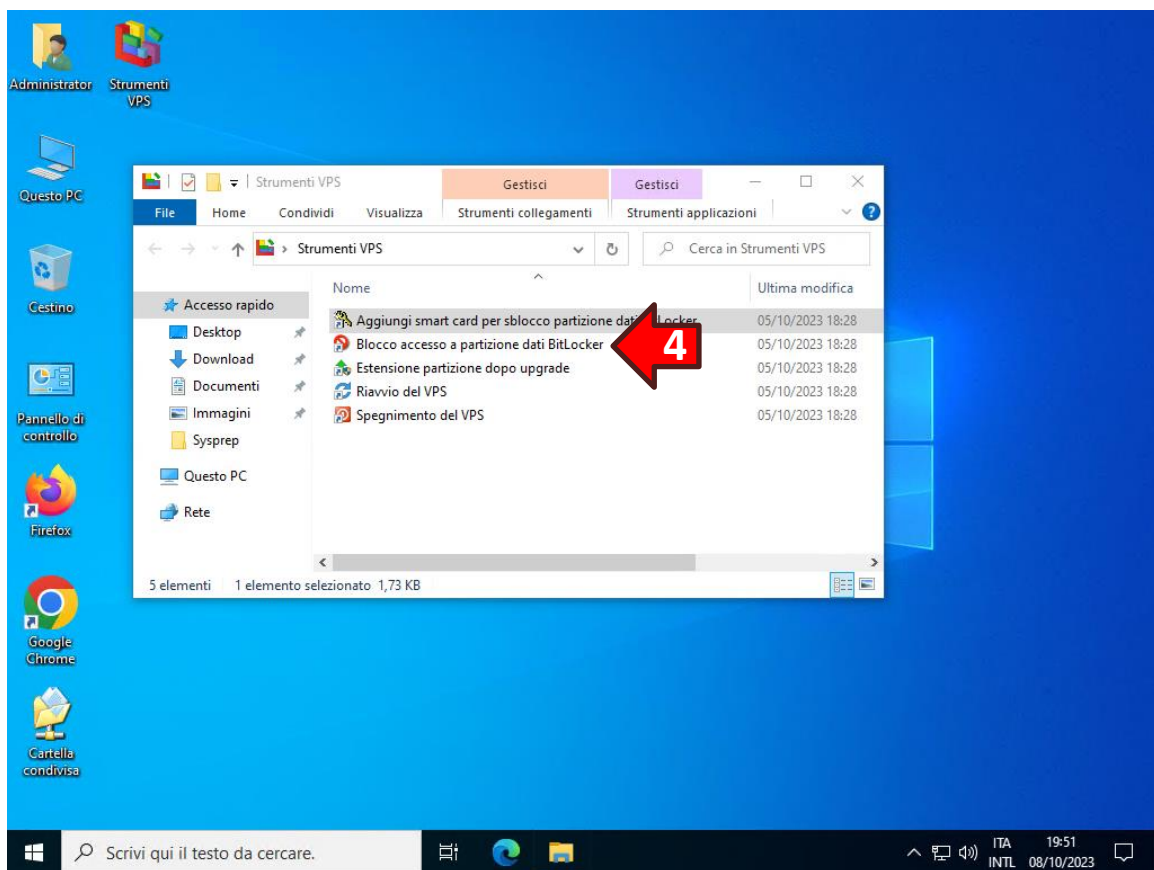 Administrator
Strumenti
VPS
Questo PC
Cestino
Pannello di
controllo
Firefox
Google
Chrome
Cartella
condivisa
Strumenti VPS
Gestisci
Gestisci
File Home Condividi Visualizza Strumenti collegamenti Strumenti applicazioni
Strumenti VPS
Cerca in Strumenti VPS
Nome
Ultima modifica
Accesso rapido
Desktop
Download
Documenti
Immagini
Sysprep
Questo PC
Rete
Aggiungi smart card per sblocco partizione dati 05/10/2023 18:28
Blocco accesso a partizione dati BitLocker 05/10/2023 18:28
Estensione partizione dopo upgrade 05/10/2023 18:28
Riavvio del VPS 05/10/2023 18:28
Spegnimento del VPS 05/10/2023 18:28
4
5 elementi 1 elemento selezionato 1,73 KB
Scrivi qui il testo da cercare.
ITA 19:51
INTL 08/10/2023